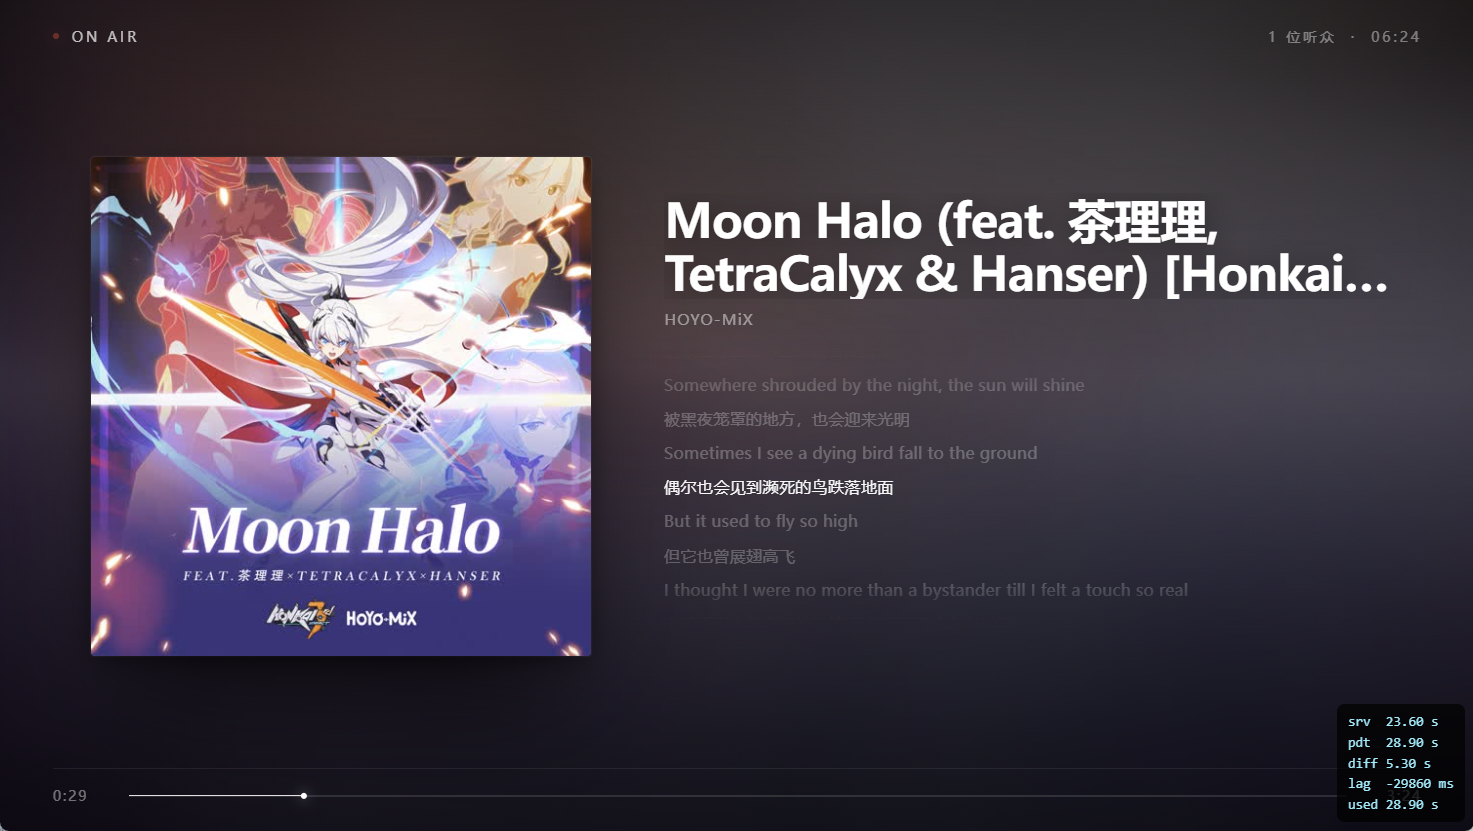 ON AIR
1 位听众 · 06:24
Moon Halo
FEAT.茶理理×TETRACALYX×HANSER
HONKAI 3rd
HOYO-MiX
Moon Halo (feat. 茶理理,
TetraCalyx & Hanser) [Honkai...
HOYO-MiX
Somewhere shrouded by the night, the sun will shine
被黑夜笼罩的地方，也会迎来光明
Sometimes I see a dying bird fall to the ground
偶尔也会见到濒死的鸟跌落地面
But it used to fly so high
但它也曾展翅高飞
I thought I were no more than a bystander till I felt a touch so real
srv 23.60 s
pdt 28.90 s
diff 5.30 s
lag -29860 ms
used 28.90 s
0:29
3:24